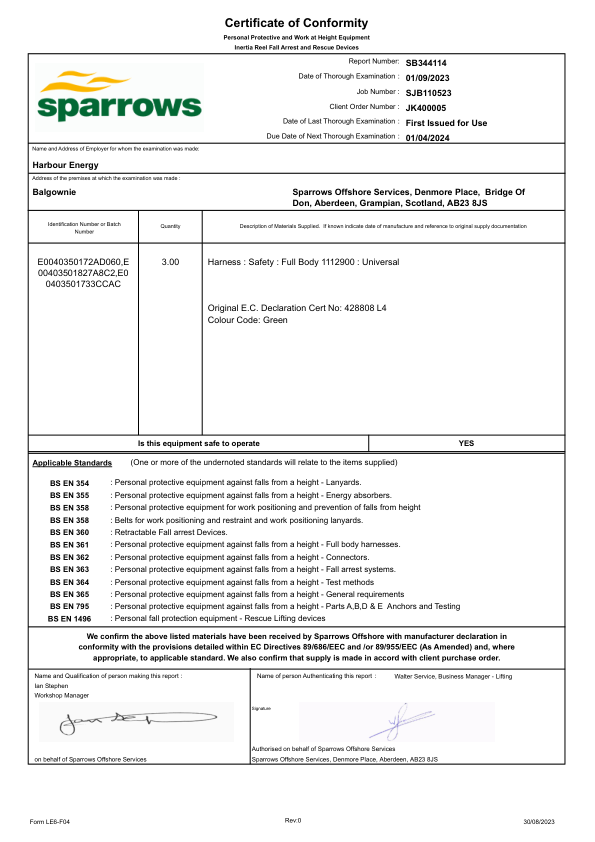 Certificate of Conformity
Personal Protective and Work at Height Equipment
Inertia Reel Fall Arrest and Rescue Devices
sparrows
Report Number: SB344114
Date of Thorough Examination : 01/09/2023
Job Number : SJB110523
Client Order Number : JK400005
Date of Last Thorough Examination : First Issued for Use
Due Date of Next Thorough Examination : 01/04/2024
Name and Address of Employer for whom the examination was made:
Harbour Energy
Address of the premises at which the examination was made :
Balgownie
Sparrows Offshore Services, Denmore Place, Bridge Of
Don, Aberdeen, Grampian, Scotland, AB23 8JS
Identification Number or Batch
Number
Quantity
Description of Materials Supplied. If known indicate date of manufacture and reference to original supply documentation
E0040350172AD060,E
00403501827A8C2,E0
0403501733CCAC
3.00
Harness : Safety : Full Body 1112900 : Universal
Original E.C. Declaration Cert No: 428808 L4
Colour Code: Green
Is this equipment safe to operate YES
Applicable Standards (One or more of the undernoted standards will relate to the items supplied)
BS EN 354 : Personal protective equipment against falls from a height - Lanyards.
BS EN 355 : Personal protective equipment against falls from a height - Energy absorbers.
BS EN 358 : Personal protective equipment for work positioning and prevention of falls from height
BS EN 358 : Belts for work positioning and restraint and work positioning lanyards.
BS EN 360 : Retractable Fall arrest Devices.
BS EN 361 : Personal protective equipment against falls from a height - Full body harnesses.
BS EN 362 : Personal protective equipment against falls from a height - Connectors.
BS EN 363 : Personal protective equipment against falls from a height - Fall arrest systems.
BS EN 364 : Personal protective equipment against falls from a height - Test methods
BS EN 365 : Personal protective equipment against falls from a height - General requirements
BS EN 795 : Personal protective equipment against falls from a height - Parts A,B,D & E Anchors and Testing
BS EN 1496 : Personal fall protection equipment - Rescue Lifting devices
We confirm the above listed materials have been received by Sparrows Offshore with manufacturer declaration in
conformity with the provisions detailed within EC Directives 89/686/EEC and /or 89/955/EEC (As Amended) and, where
appropriate, to applicable standard. We also confirm that supply is made in accord with client purchase order.
Name and Qualification of person making this report :
Ian Stephen
Workshop Manager
on behalf of Sparrows Offshore Services
Name of person Authenticating this report : Walter Service, Business Manager - Lifting
Signature
Authorised on behalf of Sparrows Offshore Services
Sparrows Offshore Services, Denmore Place, Aberdeen, AB23 8JS
Form LE6-F04 Rev:0 30/08/2023